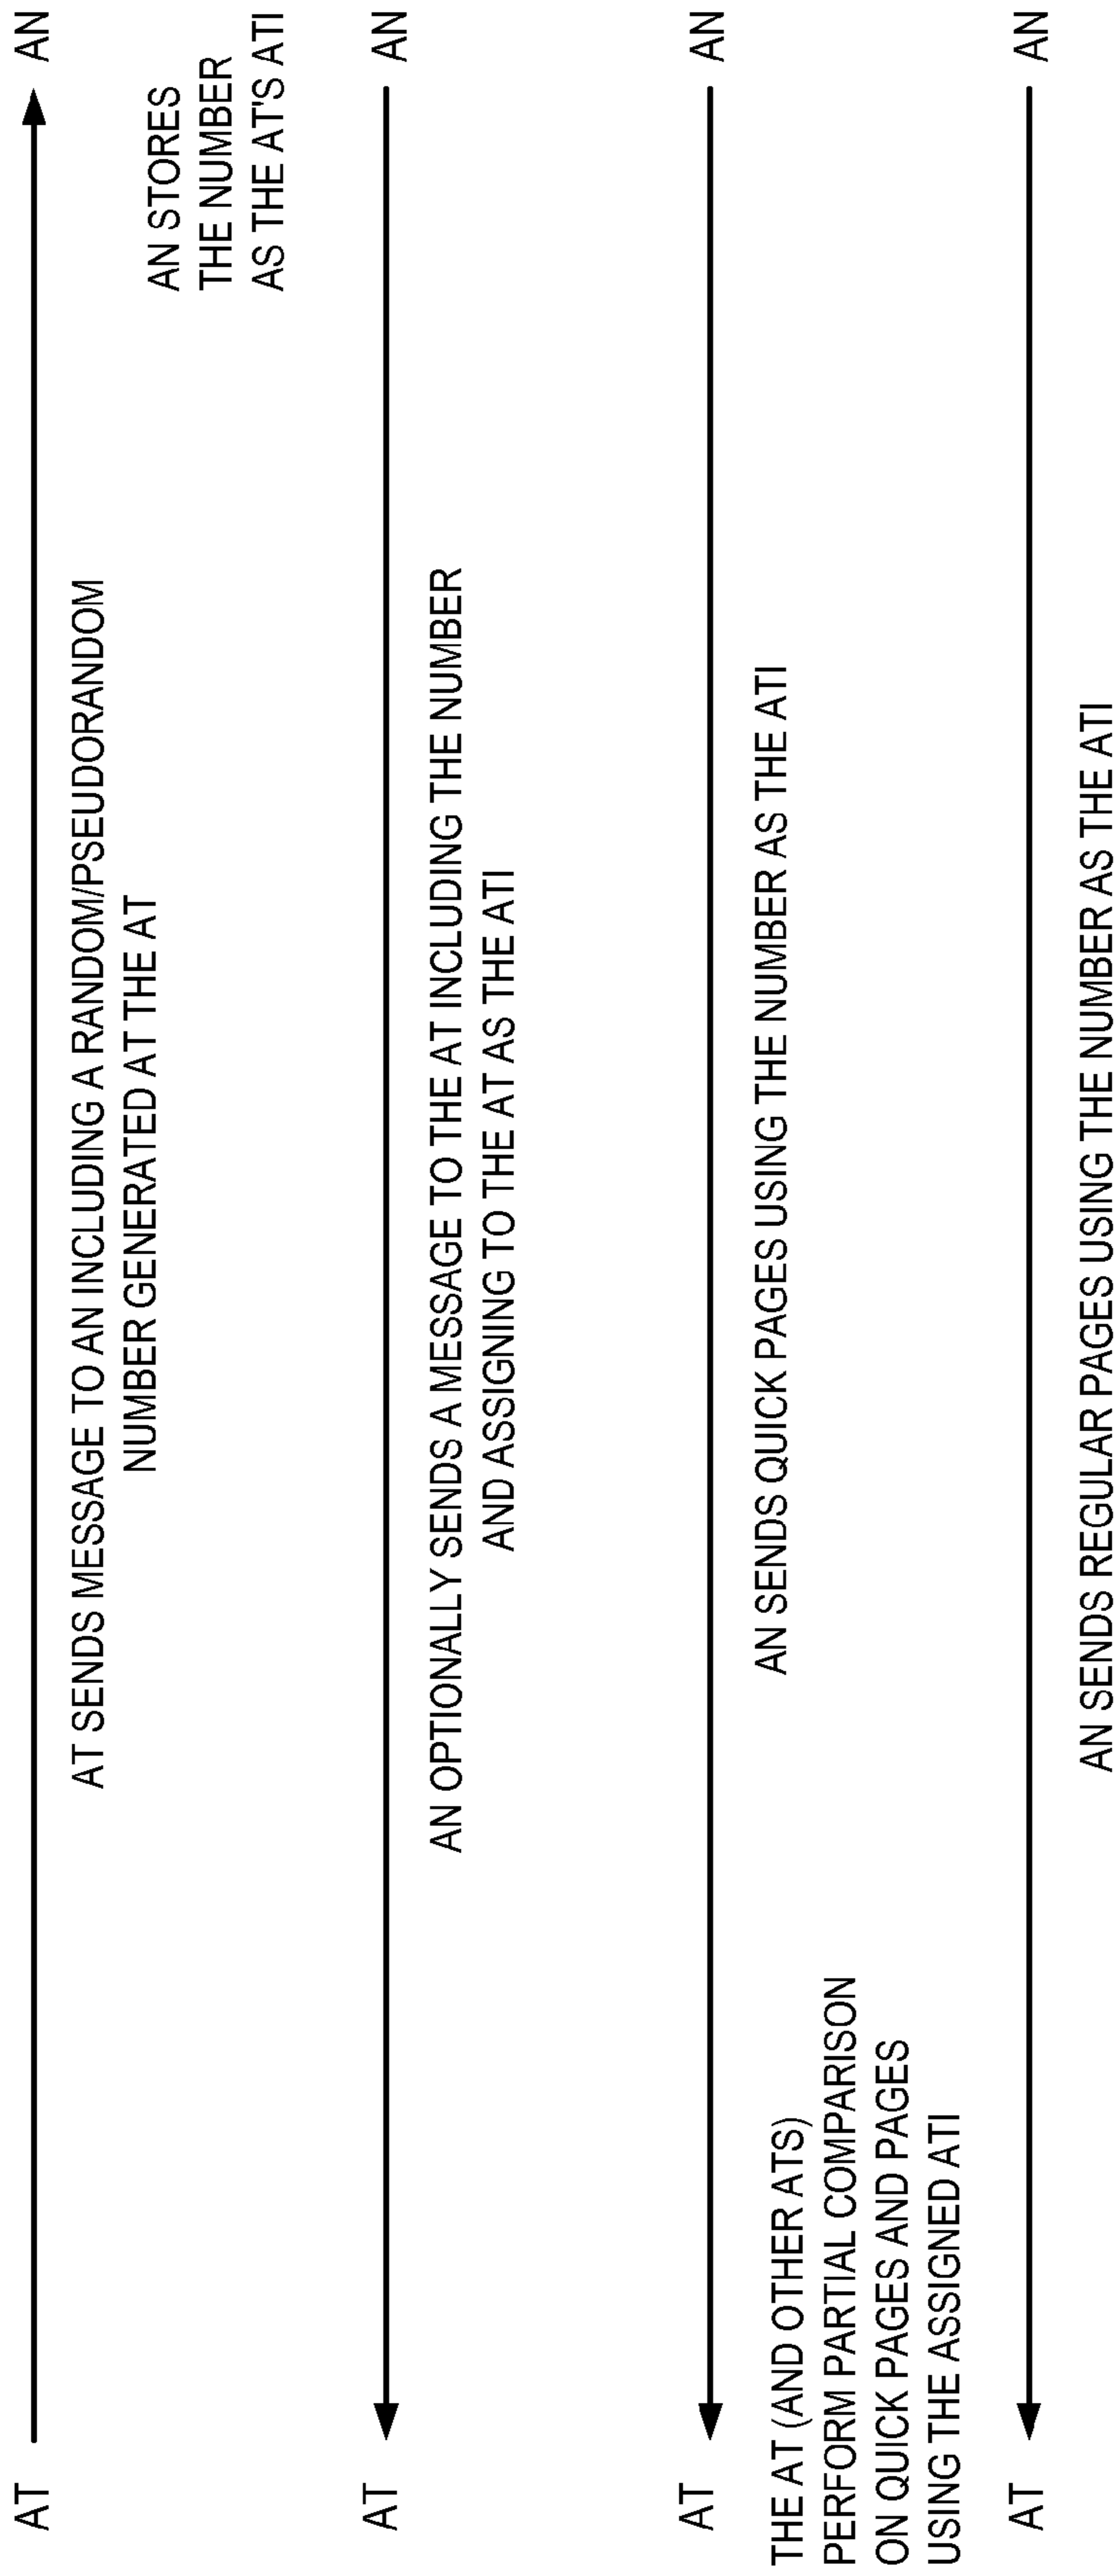 AT AN
AT SENDS MESSAGE TO AN INCLUDING A RANDOM/PSEUDORANDOM
NUMBER GENERATED AT THE AT
AN STORES
THE NUMBER
AS THE AT'S ATI
AT AN
AN OPTIONALLY SENDS A MESSAGE TO THE AT INCLUDING THE NUMBER
AND ASSIGNING TO THE AT AS THE ATI
AT AN
AN SENDS QUICK PAGES USING THE NUMBER AS THE ATI
THE AT (AND OTHER ATS)
PERFORM PARTIAL COMPARISON
ON QUICK PAGES AND PAGES
USING THE ASSIGNED ATI
AT AN
AN SENDS REGULAR PAGES USING THE NUMBER AS THE ATI